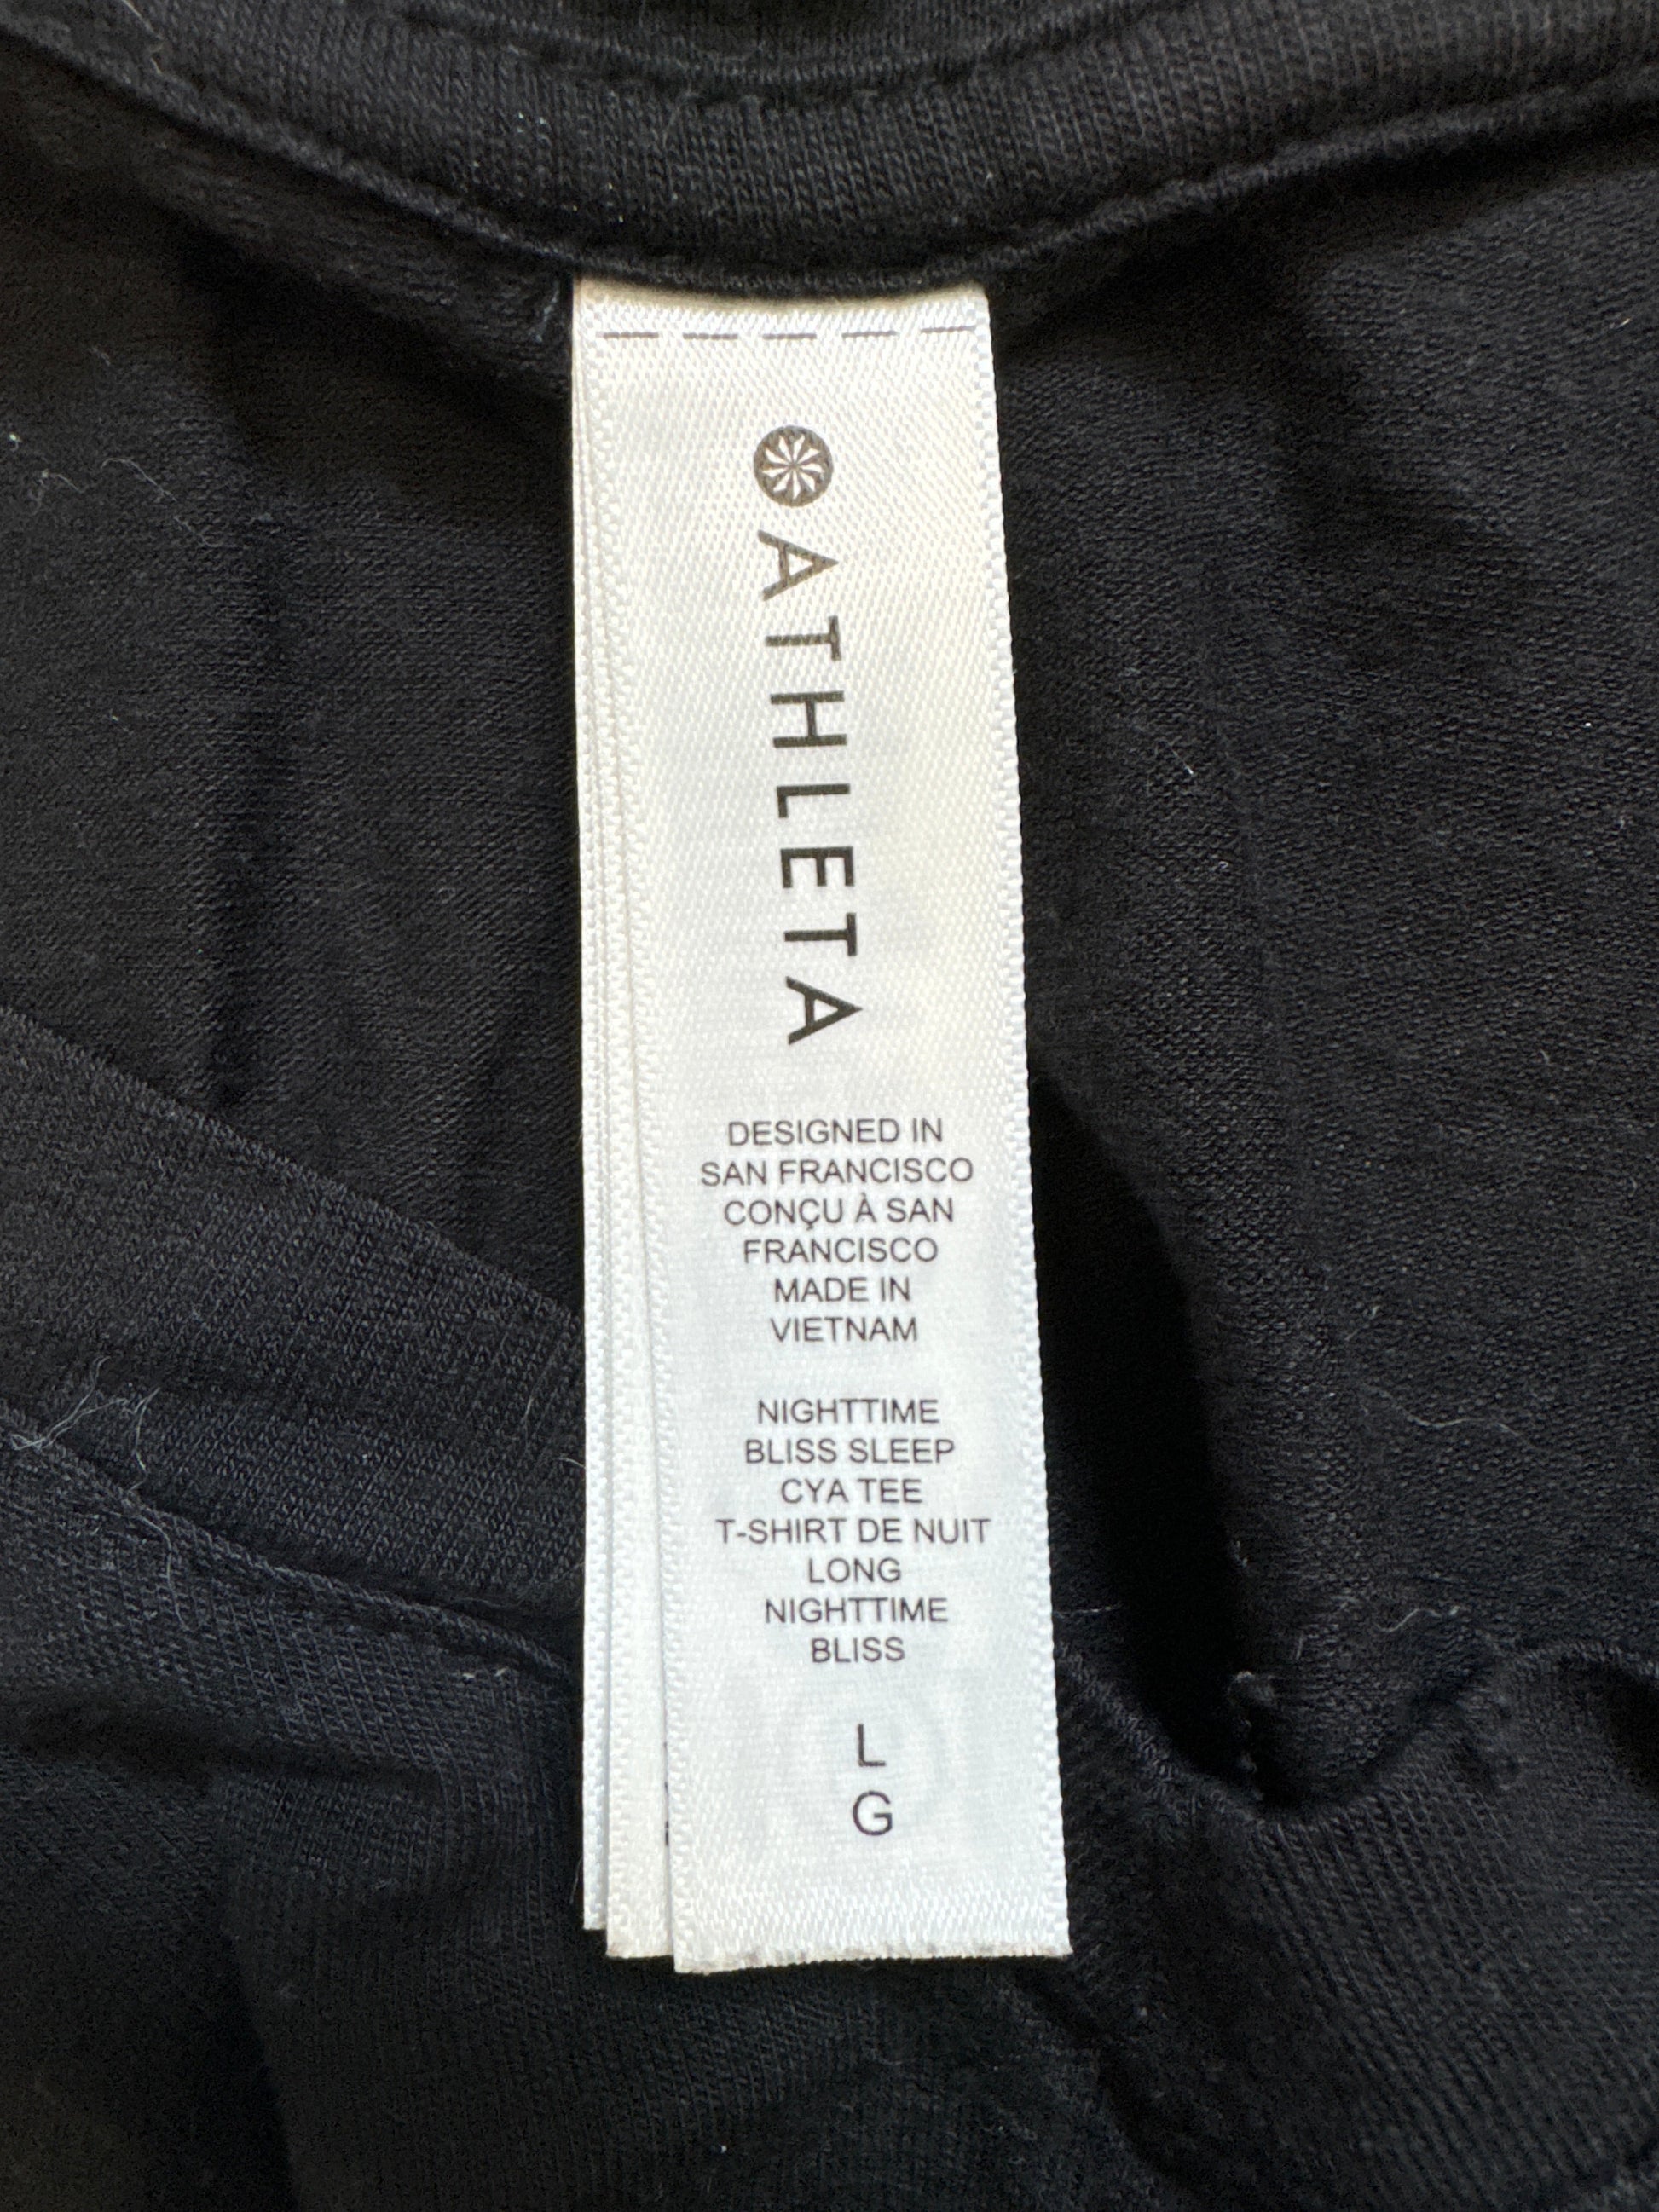 ATHLETA
DESIGNED IN
SAN FRANCISCO
CONÇU À SAN
FRANCISCO
MADE IN
VIETNAM
NIGHTTIME
BLISS SLEEP
CYA TEE
T-SHIRT DE NUIT
LONG
NIGHTTIME
BLISS
L
G